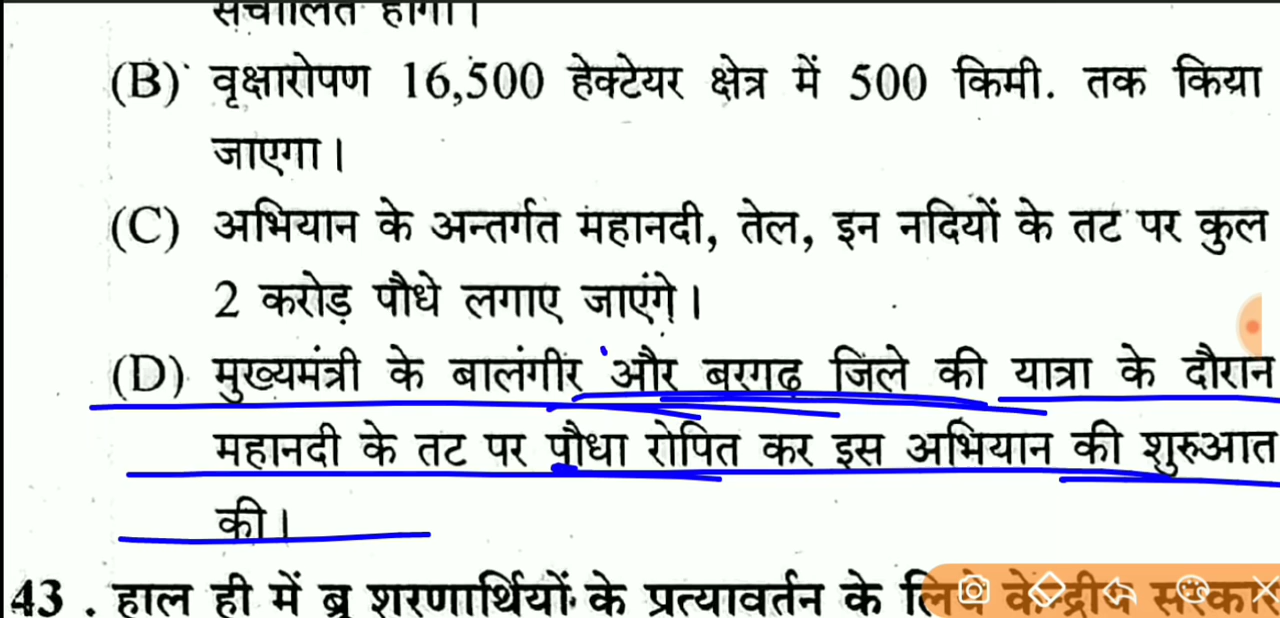 संचालित होगा।
(B) वृक्षारोपण 16,500 हेक्टेयर क्षेत्र में 500 किमी. तक किया
जाएगा।
(C) अभियान के अन्तर्गत महानदी, तेल, इन नदियों के तट पर कुल
2 करोड़ पौधे लगाए जाएंगे।
(D) मुख्यमंत्री के बालंगीर और बरगढ़ जिले की यात्रा के दौरान
महानदी के तट पर पौधा रोपित कर इस अभियान की शुरुआत
की।
43. हाल ही में ब्रू शरणार्थियों के प्रत्यावर्तन के लिये केन्द्रीय सरकार